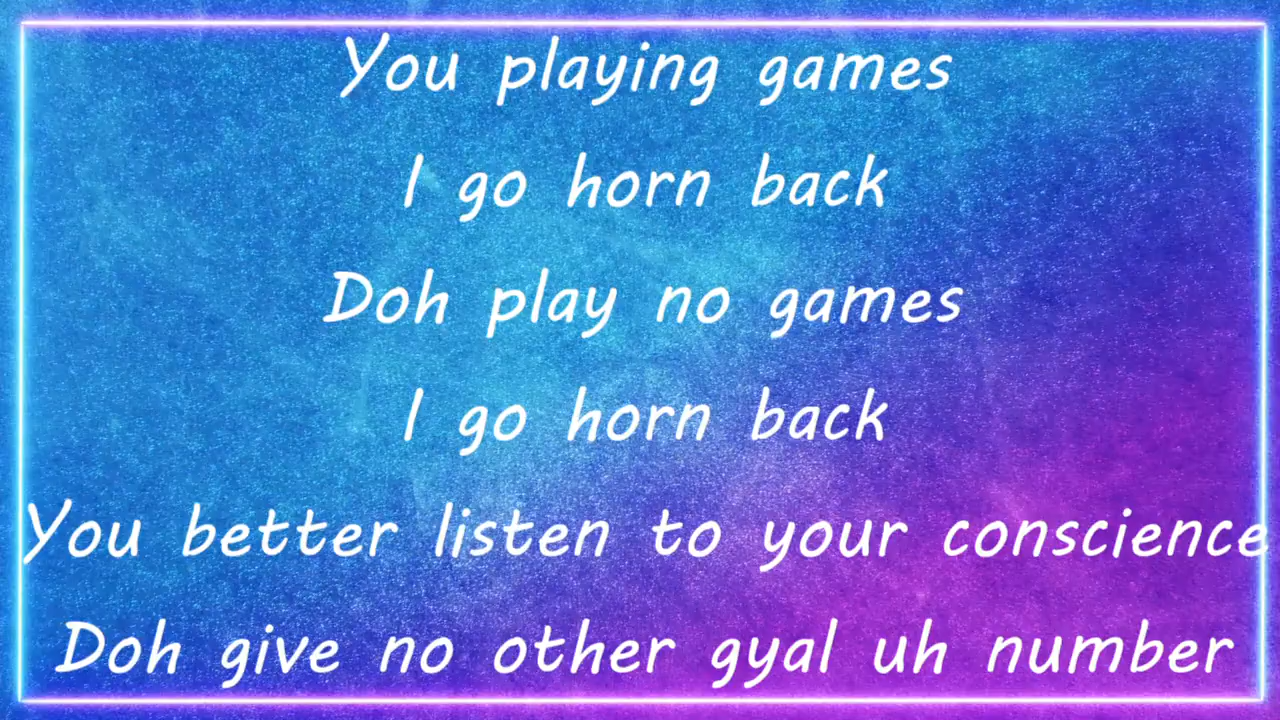 You playing games
I go horn back
Doh play no games
I go horn back
You better listen to your conscience
Doh give no other gyal uh number